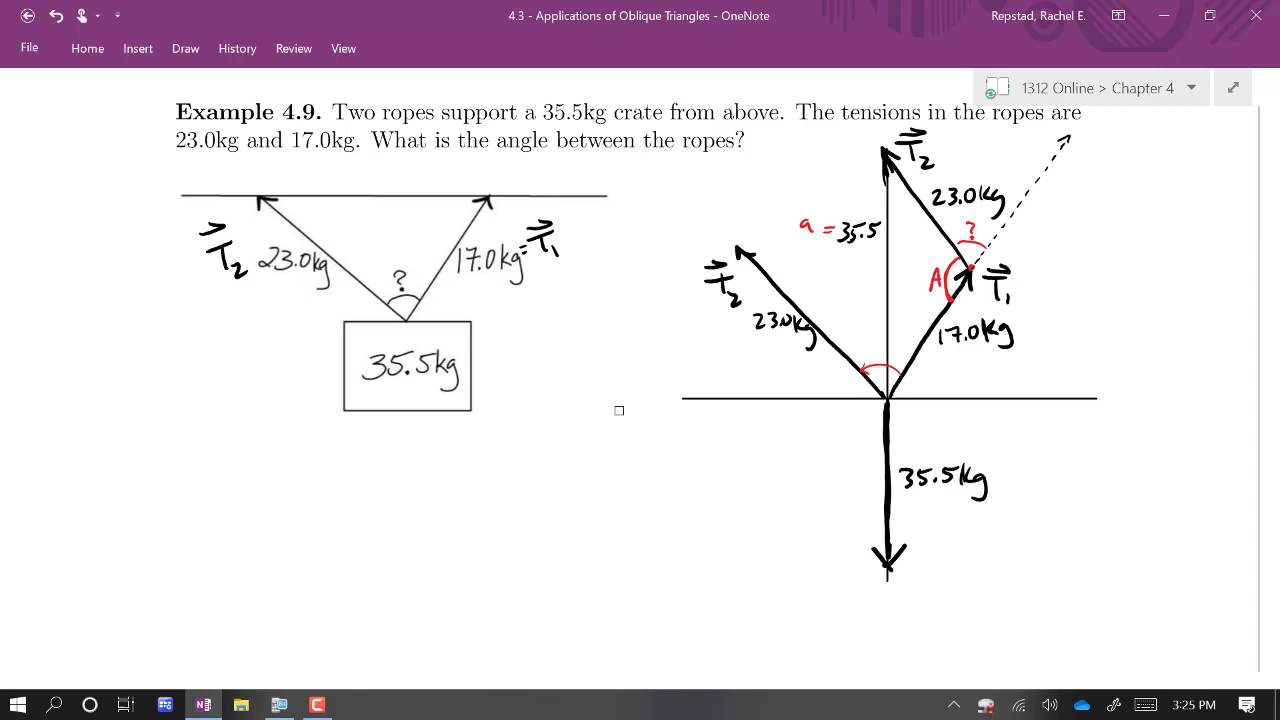 4.3 - Applications of Oblique Triangles - OneNote
Repstad, Rachel E.
File Home Insert Draw History Review View
1312 Online > Chapter 4
Example 4.9. Two ropes support a 35.5kg crate from above. The tensions in the ropes are
23.0kg and 17.0kg. What is the angle between the ropes?
T₂
23.0kg
?
17.0kg = T₁
35.5kg
T₂
23.0kg
?
a = 35.5
A
T₁
T₂
23.0kg
17.0kg
35.5kg
3:25 PM